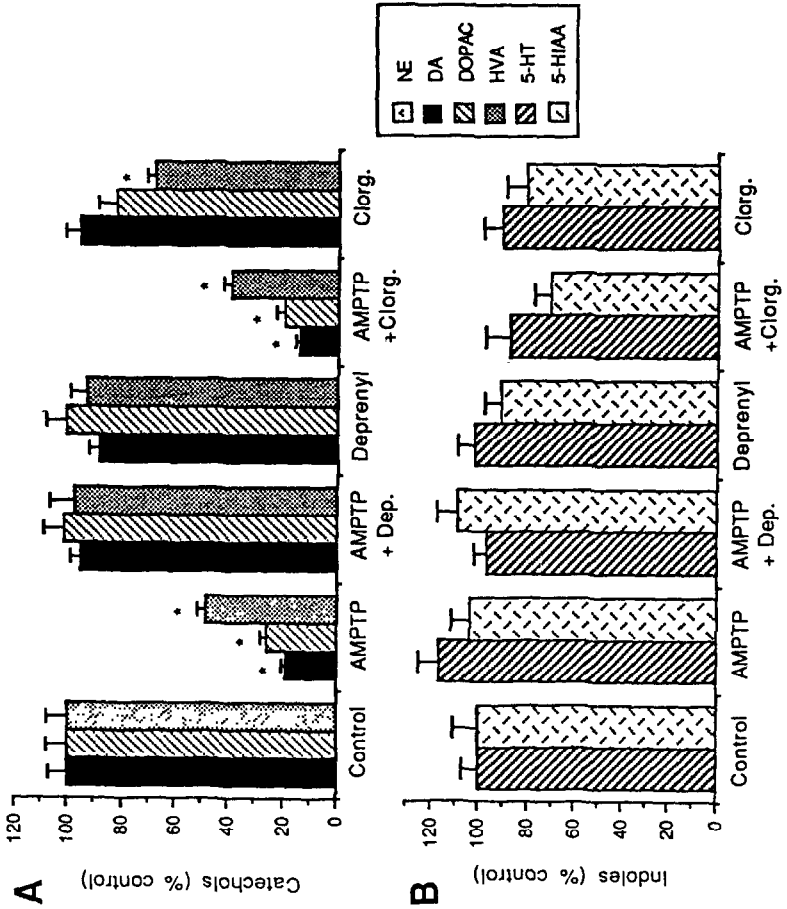 A
Catechols (% control)
120
100
80
60
40
20
0
* * *
* * *
*
Control
AMPTP
AMPTP + Dep.
Deprenyl
AMPTP +Clorg.
Clorg.
B
Indoles (% control)
120
100
80
60
40
20
0
Control
AMPTP
AMPTP + Dep.
Deprenyl
AMPTP +Clorg.
Clorg.
NE
DA
DOPAC
HVA
5-HT
5-HIAA